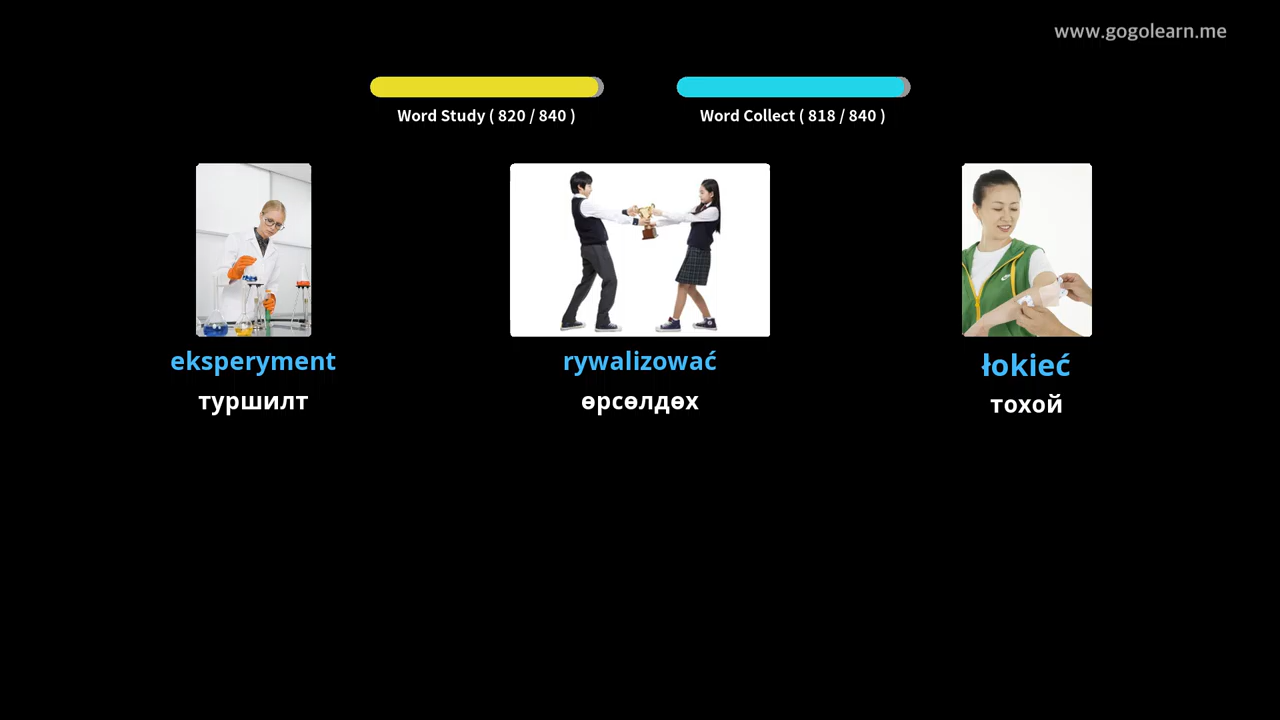 www.gogolearn.me
Word Study ( 820 / 840 )
Word Collect ( 818 / 840 )
eksperyment
rywalizować
łokieć
туршилт
өрсөлдөх
тохой